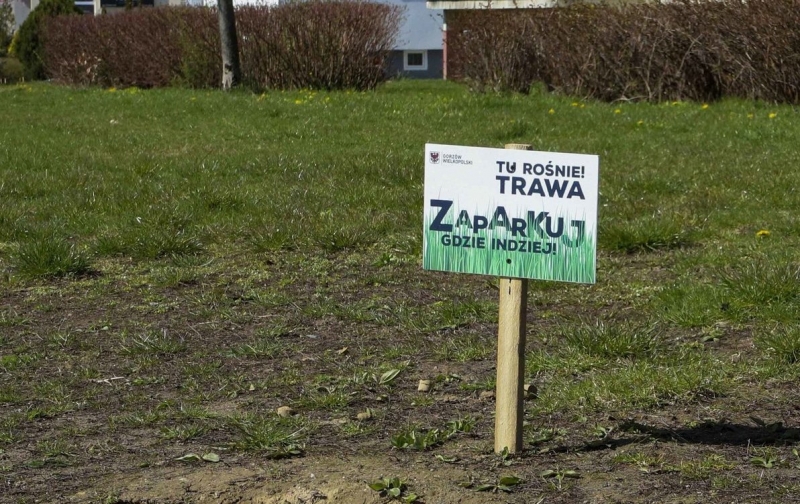 GORZÓW
WIELKOPOLSKI
TU ROŚNIE!
TRAWA
ZAPARKUJ
GDZIE INDZIEJ!